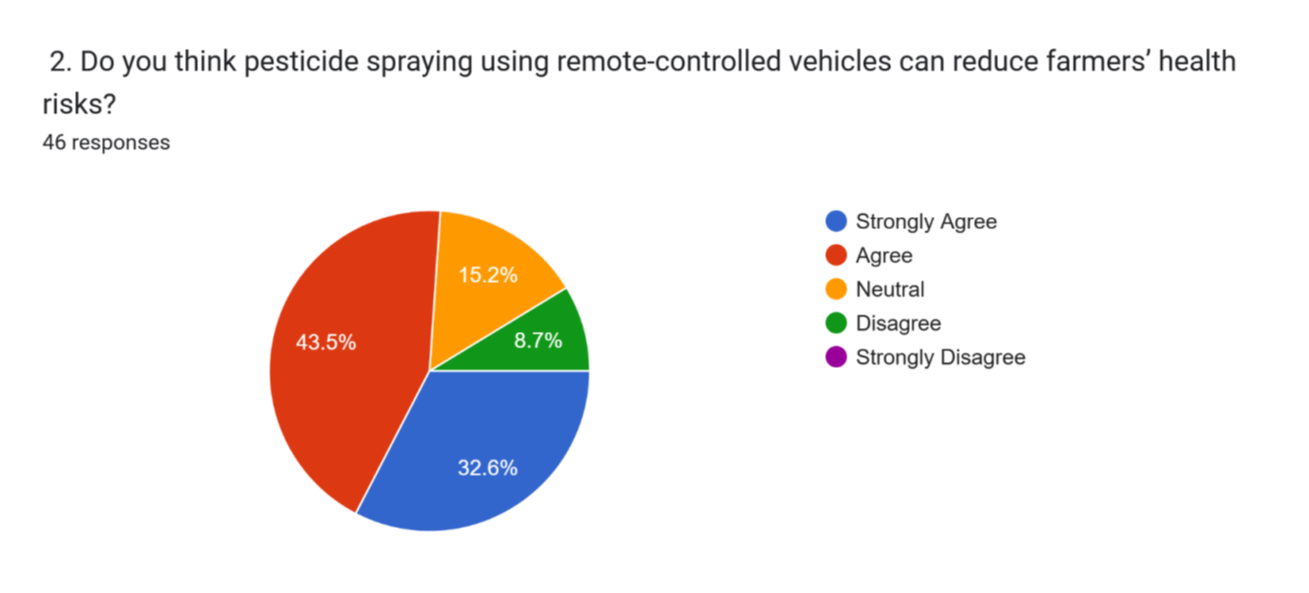 2. Do you think pesticide spraying using remote-controlled vehicles can reduce farmers’ health
risks?
46 responses
Strongly Agree
Agree
Neutral
Disagree
Strongly Disagree
15.2%
43.5%
8.7%
32.6%